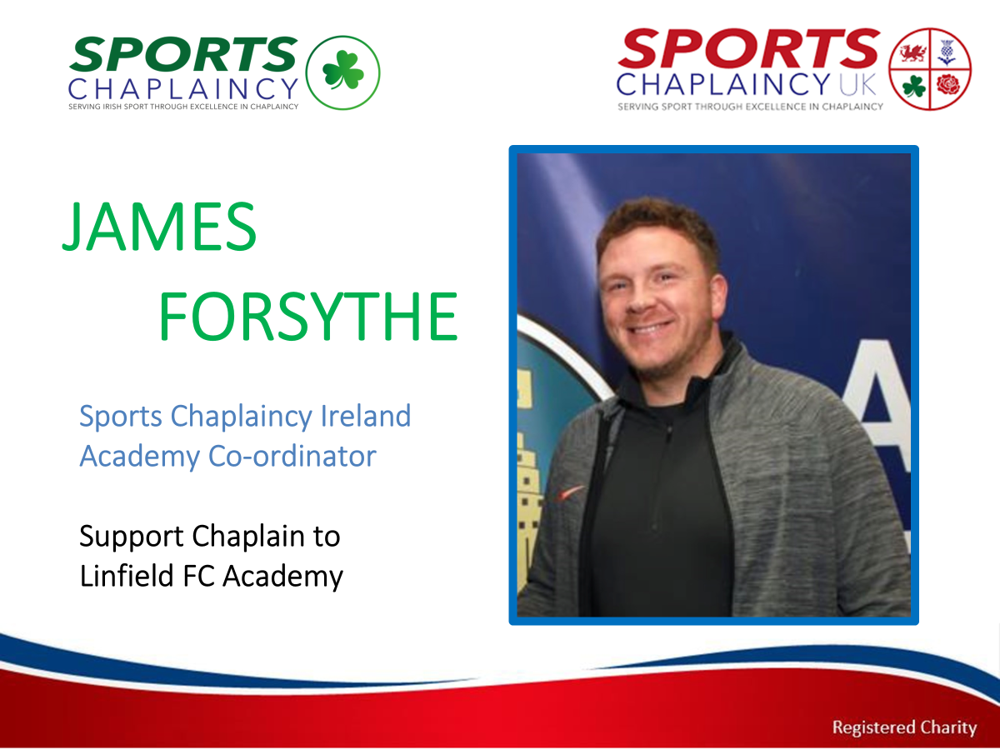 SPORTS
CHAPLAINCY
SERVING IRISH SPORT THROUGH EXCELLENCE IN CHAPLAINCY
SPORTS
CHAPLAINCY UK
SERVING SPORT THROUGH EXCELLENCE IN CHAPLAINCY
JAMES
FORSYTHE
Sports Chaplaincy Ireland
Academy Co-ordinator
Support Chaplain to
Linfield FC Academy
A
Registered Charity